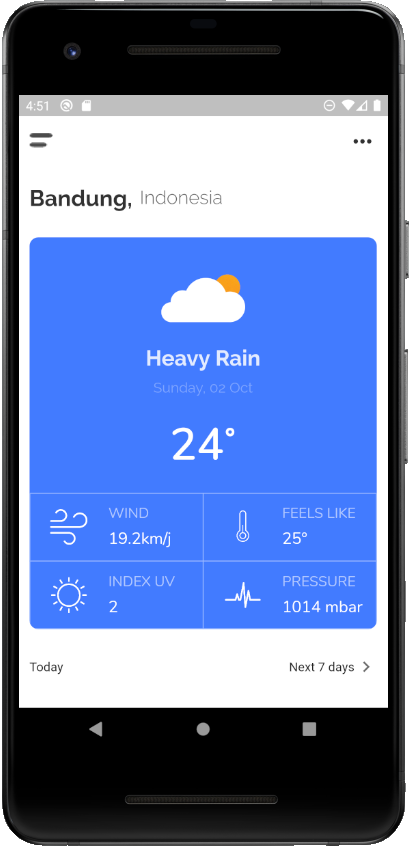 4:51
Bandung, Indonesia
Heavy Rain
Sunday, 02 Oct
24°
WIND
19.2km/j
FEELS LIKE
25°
INDEX UV
2
PRESSURE
1014 mbar
Today
Next 7 days